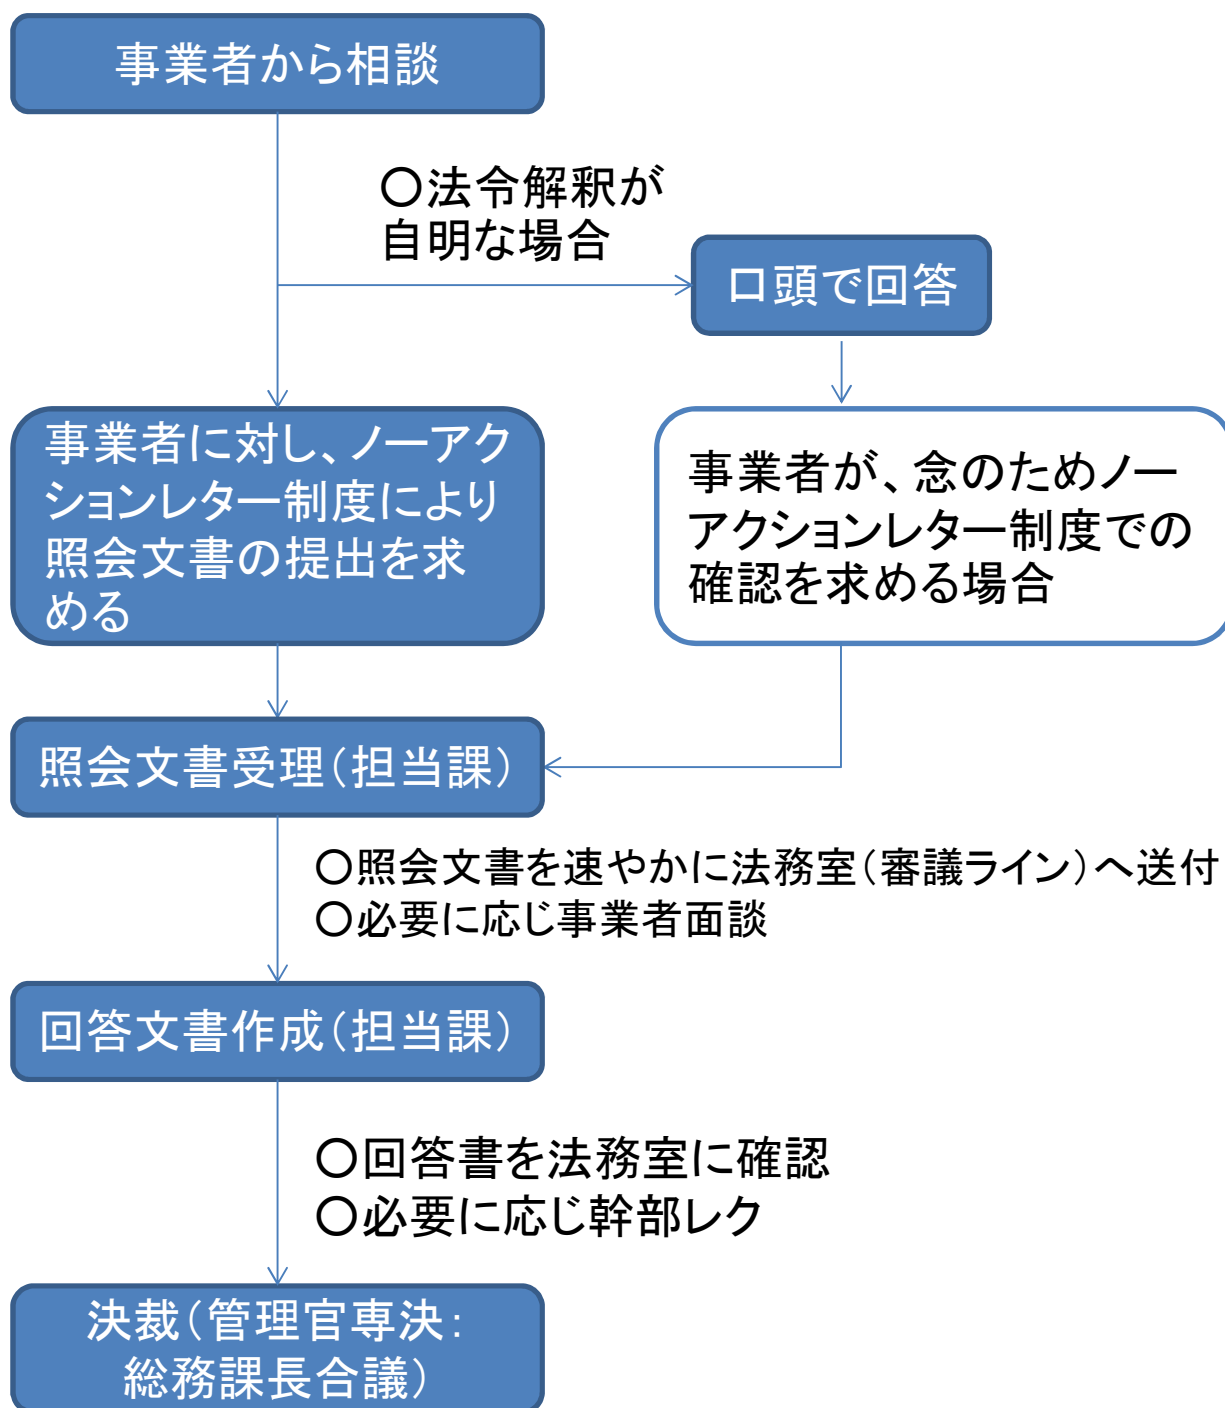 事業者から相談
〇法令解釈が
自明な場合
口頭で回答
事業者に対し、ノーアク
ションレター制度により
照会文書の提出を求
める
事業者が、念のためノー
アクションレター制度での
確認を求める場合
照会文書受理（担当課）
〇照会文書を速やかに法務室（審議ライン）へ送付
〇必要に応じ事業者面談
回答文書作成（担当課）
〇回答書を法務室に確認
〇必要に応じ幹部レク
決裁（管理官専決：
総務課長合議）